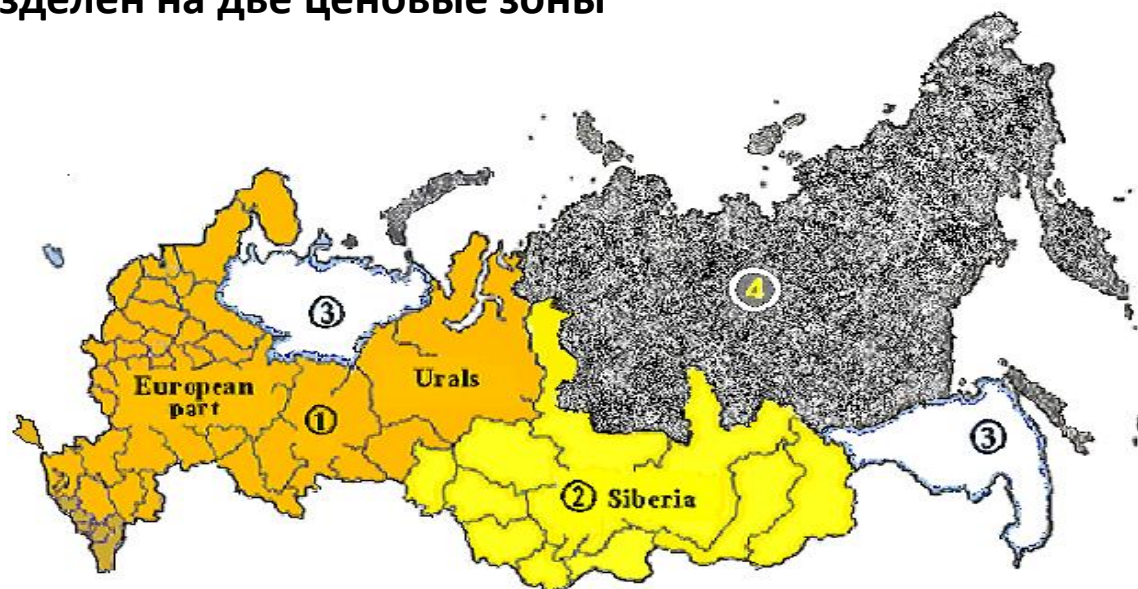 зделен на две ценовые зоны
4
3
Urals
European
part
1
3
2 Siberia